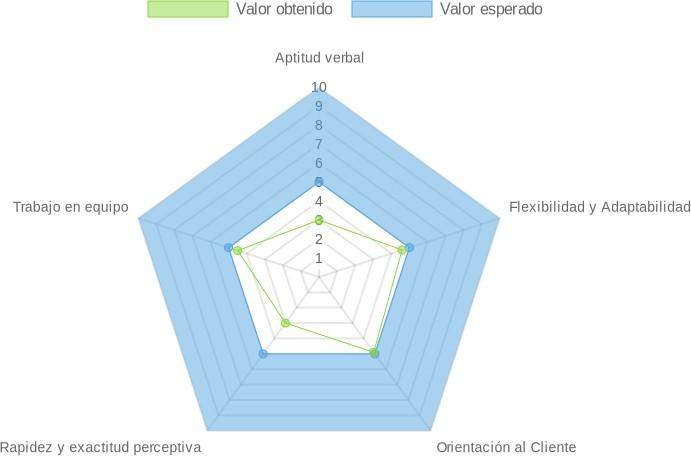 Valor obtenido Valor esperado
Aptitud verbal
10
9
8
7
6
5
4
3
2
1
Trabajo en equipo
Flexibilidad y Adaptabilidad
Rapidez y exactitud perceptiva
Orientación al Cliente